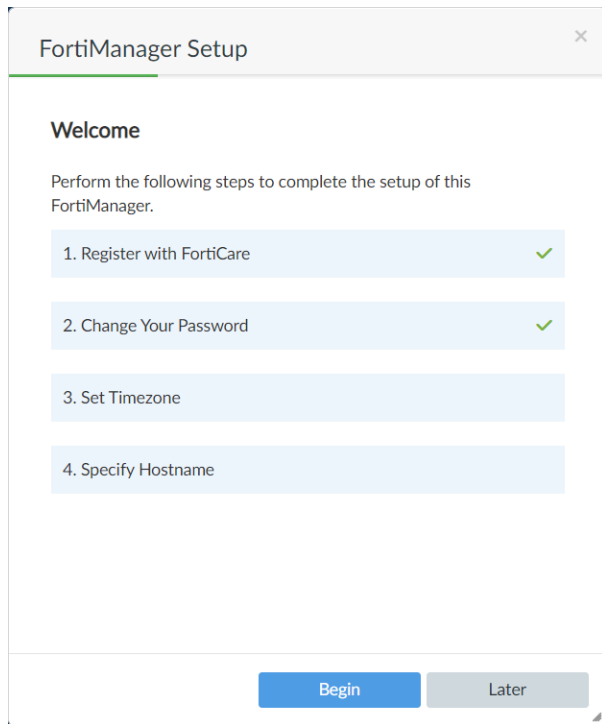 FortiManager Setup
Welcome
Perform the following steps to complete the setup of this
FortiManager.
1. Register with FortiCare
2. Change Your Password
3. Set Timezone
4. Specify Hostname
Begin
Later